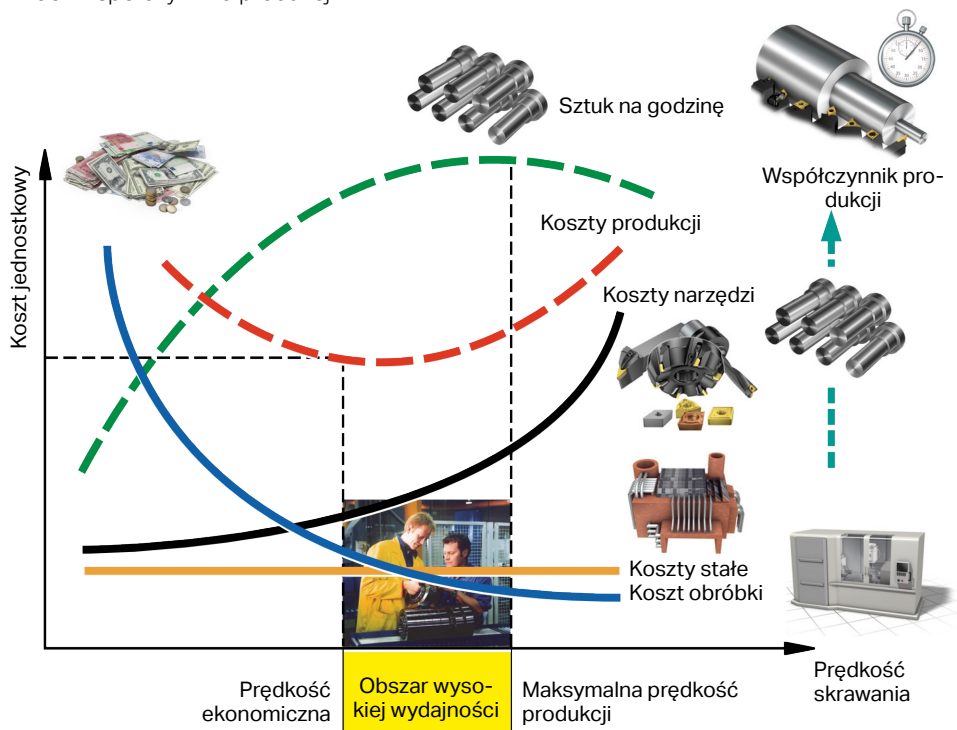 Sztuk na godzinę
Współczynnik pro-
dukcji
Koszty produkcji
Koszt jednostkowy
Koszty narzędzi
Koszty stałe
Koszt obróbki
Prędkość
skrawania
Prędkość
ekonomiczna
Obszar wyso-
kiej wydajności
Maksymalna prędkość
produkcji